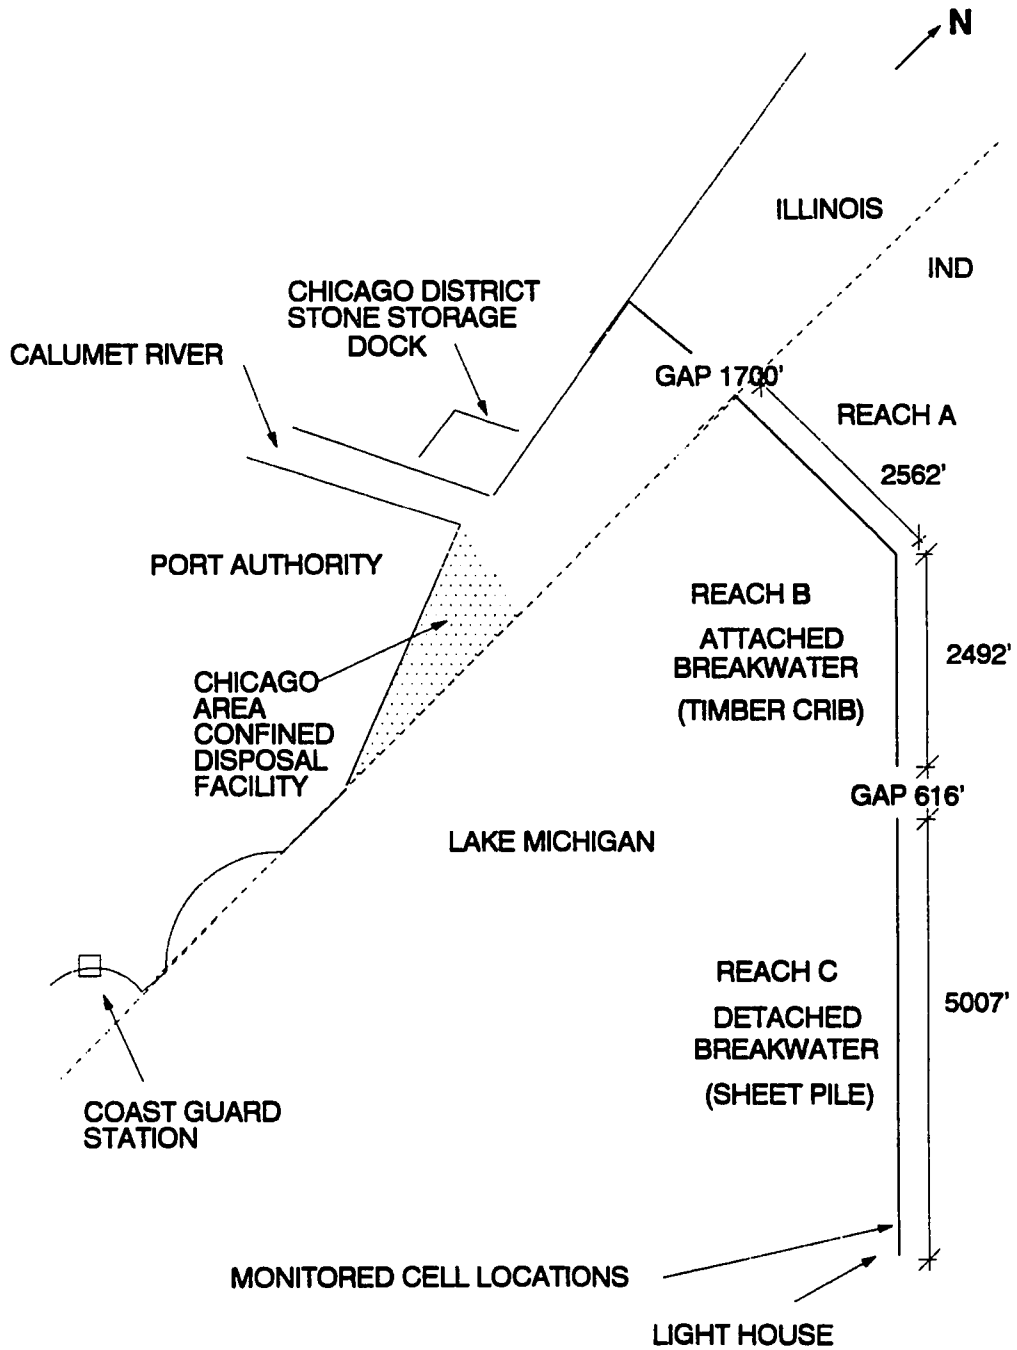 N
ILLINOIS
IND
CHICAGO DISTRICT
STONE STORAGE
DOCK
CALUMET RIVER
GAP 1700'
REACH A
2562'
PORT AUTHORITY
REACH B
ATTACHED
BREAKWATER
(TIMBER CRIB)
2492'
CHICAGO
AREA
CONFINED
DISPOSAL
FACILITY
GAP 616'
LAKE MICHIGAN
REACH C
DETACHED
BREAKWATER
(SHEET PILE)
5007'
COAST GUARD
STATION
MONITORED CELL LOCATIONS
LIGHT HOUSE